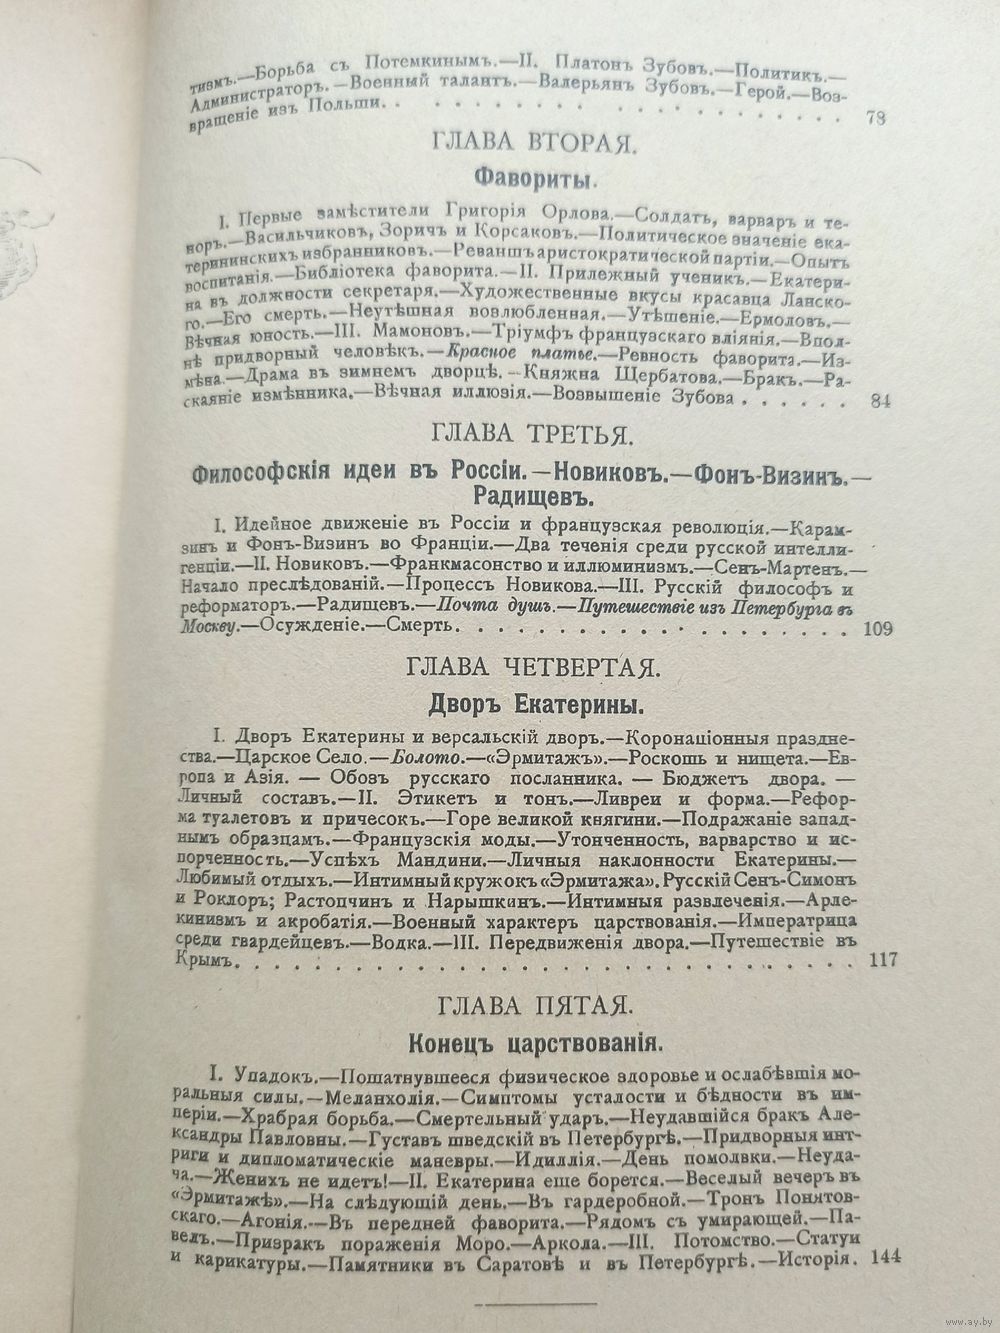 тизмъ.—Борьба съ Потемкинымъ.—II. Платонъ Зубовъ.—Политикъ.—
Администраторъ.—Военный талантъ.—Валерьянъ Зубовъ.—Герой.—Воз-
вращеніе изъ Польши. . . . . . . . . . . . . . . . . . . 78
ГЛАВА ВТОРАЯ.
Фавориты.
I. Первые замѣстители Григорія Орлова.—Солдатъ, варваръ и те-
норъ.—Васильчиковъ, Зоричъ и Корсаковъ.—Политическое значеніе ека-
терининскихъ избранниковъ.—Реваншъ аристократической партіи.—Опытъ
воспитанія.—Библіотека фаворита.—II. Прилежный ученикъ.—Екатери-
на въ должности секретаря.—Художественные вкусы красавца Ланско-
го.—Его смерть.—Неутѣшная вовлюбленная.—Утѣшеніе.—Ермоловъ.—
Вѣчная юность.—III. Мамоновъ.—Тріумфъ французскаго вліянія.—Впол-
нѣ придворный человѣкъ.—Красное платье.—Ревность фаворита.—Из-
мѣна.—Драма въ зимнемъ дворцѣ.—Княжна Щербатова.—Бракъ.—Ра-
скаяніе измѣнника.—Вѣчная иллюзія.—Возвышеніе Зубова . . . . . . 84
ГЛАВА ТРЕТЬЯ.
Философскія идеи въ Россіи.—Новиковъ.—Фонъ-Визинъ.—
Радищевъ.
I. Идейное движеніе въ Россіи и французская революція.—Карам-
зинъ и Фонъ-Визинъ во Франціи.—Два теченія среди русской интелли-
генціи.—II. Новиковъ.—Франкмасонство и иллюминизмъ.—Сенъ-Мартенъ.—
Начало преслѣдованій.—Процессъ Новикова.—III. Русскій философъ и
реформаторъ.—Радищевъ.—Почта душъ.—Путешествіе изъ Петербурга въ
Москву.—Осужденіе.—Смерть. . . . . . . . . . . . . . . . . . 109
ГЛАВА ЧЕТВЕРТАЯ.
Дворъ Екатерины.
I. Дворъ Екатерины и версальскій дворъ.—Коронаціонныя праздне-
ства.—Царское Село.—Болото.—«Эрмитажъ».—Роскошь и нищета.—Ев-
ропа и Азія. — Обозъ русскаго посланника. — Бюджетъ двора. —
Личный составъ.—II. Этикетъ и тонъ.—Ливреи и форма.—Рефор-
ма туалетовъ и причесокъ.—Горе великой княгини.—Подражаніе запад-
нымъ образцамъ.—Французскія моды.—Утонченность, варварство и ис-
порченность.—Успѣхъ Мандини.—Личныя наклонности Екатерины.—
Любимый отдыхъ.—Интимный кружокъ «Эрмитажа». Русскій Сенъ-Симонъ
и Роклоръ; Растопчинъ и Нарышкинъ.—Интимныя развлеченія.—Арле-
кинизмъ и акробатія.—Военный характеръ царствованія.—Императрица
среди гвардейцевъ.—Водка.—III. Передвиженія двора.—Путешествіе въ
Крымъ. . . . . . . . . . . . . . . . . . . . . . . . . . 117
ГЛАВА ПЯТАЯ.
Конецъ царствованія.
I. Упадокъ.—Пошатнувшееся физическое здоровье и ослабѣвшія мо-
ральныя силы.—Меланхолія.—Симптомы усталости и бѣдности въ им-
періи.—Храбрая борьба.—Смертельный ударъ.—Неудавшійся бракъ Але-
ксандры Павловны.—Густавъ шведскій въ Петербургѣ.—Придворныя инт-
риги и дипломатическіе маневры.—Идиллія.—День помолвки.—Неуда-
ча.—Женихъ не идетъ!—II. Екатерина еще борется.—Веселый вечеръ въ
«Эрмитажѣ».—На слѣдующій день.—Въ гардеробной.—Тронъ Понятов-
скаго.—Агонія.—Въ передней фаворита.—Рядомъ съ умирающей.—Па-
велъ.—Призракъ пораженія Моро.—Аркола.—III. Потомство.—Статуи
и карикатуры.—Памятники въ Саратовѣ и въ Петербургѣ.—Исторія. 144
www.ay.by